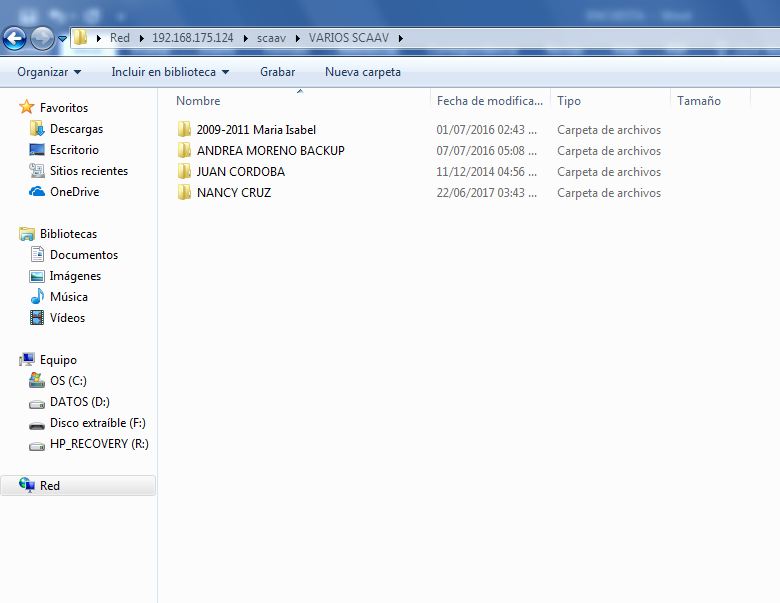 Red 192.168.175.124 scaav VARIOS SCAAV
Organizar Incluir en biblioteca Grabar Nueva carpeta
Nombre Fecha de modifica... Tipo Tamaño
2009-2011 Maria Isabel 01/07/2016 02:43 ... Carpeta de archivos
ANDREA MORENO BACKUP 07/07/2016 05:08 ... Carpeta de archivos
JUAN CORDOBA 11/12/2014 04:56 ... Carpeta de archivos
NANCY CRUZ 22/06/2017 03:43 ... Carpeta de archivos
Favoritos
Descargas
Escritorio
Sitios recientes
OneDrive
Bibliotecas
Documentos
Imágenes
Música
Vídeos
Equipo
OS (C:)
DATOS (D:)
Disco extraíble (F:)
HP_RECOVERY (R:)
Red